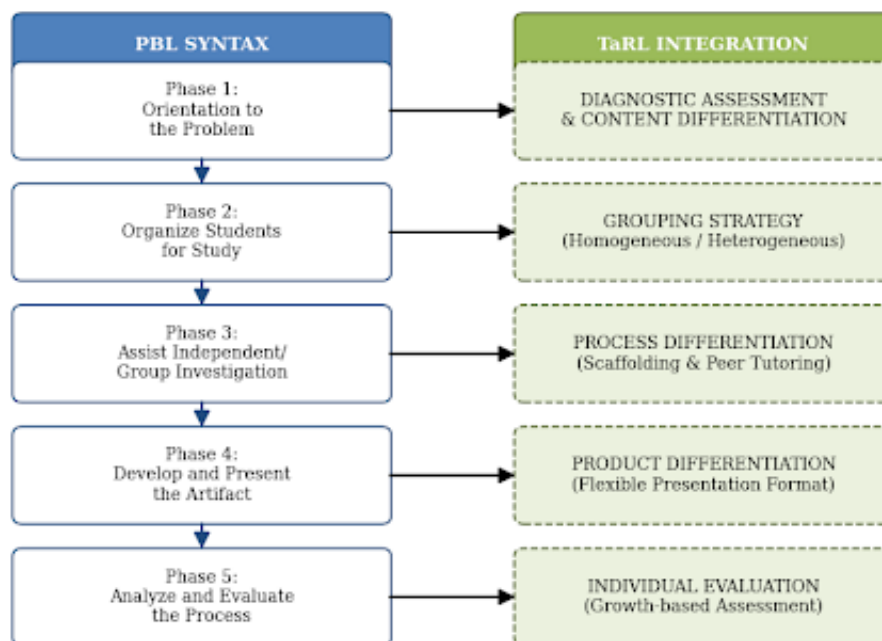 PBL SYNTAX
TaRL INTEGRATION
Phase 1:
Orientation to
the Problem
DIAGNOSTIC ASSESSMENT
& CONTENT DIFFERENTIATION
Phase 2:
Organize Students
for Study
GROUPING STRATEGY
(Homogeneous / Heterogeneous)
Phase 3:
Assist Independent/
Group Investigation
PROCESS DIFFERENTIATION
(Scaffolding & Peer Tutoring)
Phase 4:
Develop and Present
the Artifact
PRODUCT DIFFERENTIATION
(Flexible Presentation Format)
Phase 5:
Analyze and Evaluate
the Process
INDIVIDUAL EVALUATION
(Growth-based Assessment)